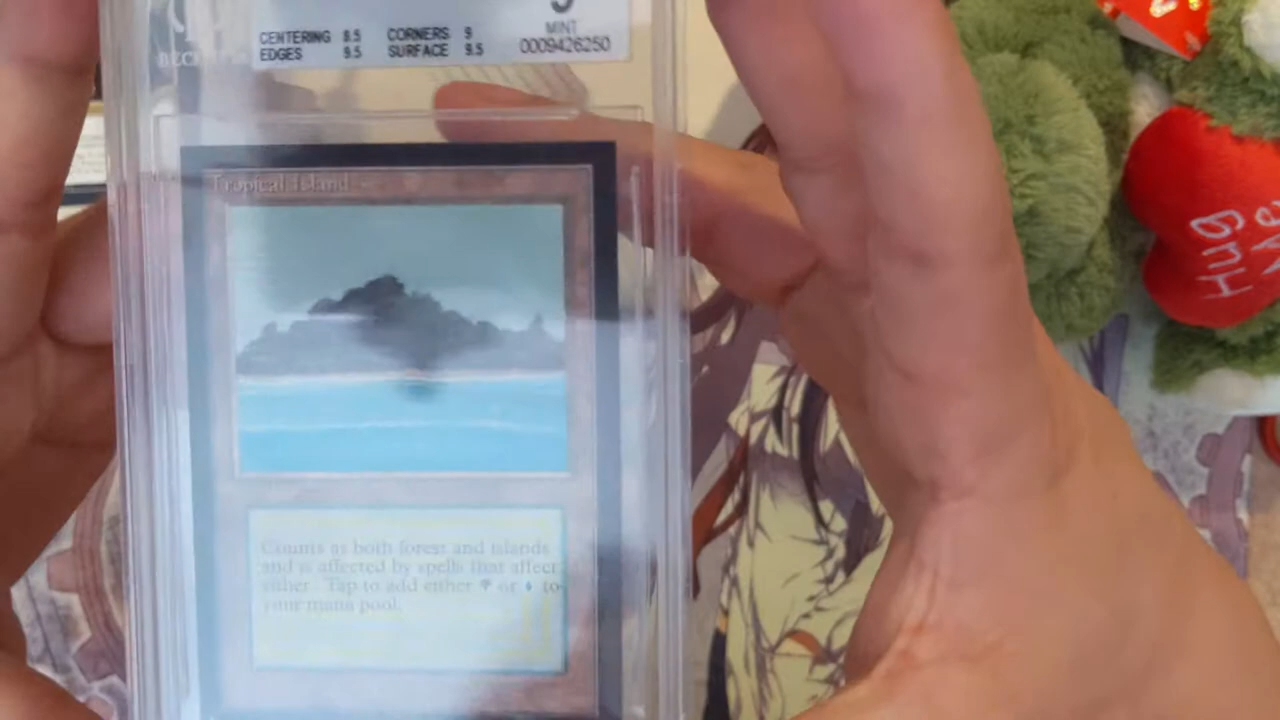 9
MINT
CENTERING 8.5 CORNERS 9
EDGES 9.5 SURFACE 9.5
0009426250
Tropical Island
Counts as both forest and islands
and is affected by spells that affect
either. Tap to add either or to
your mana pool.
Hug
Me